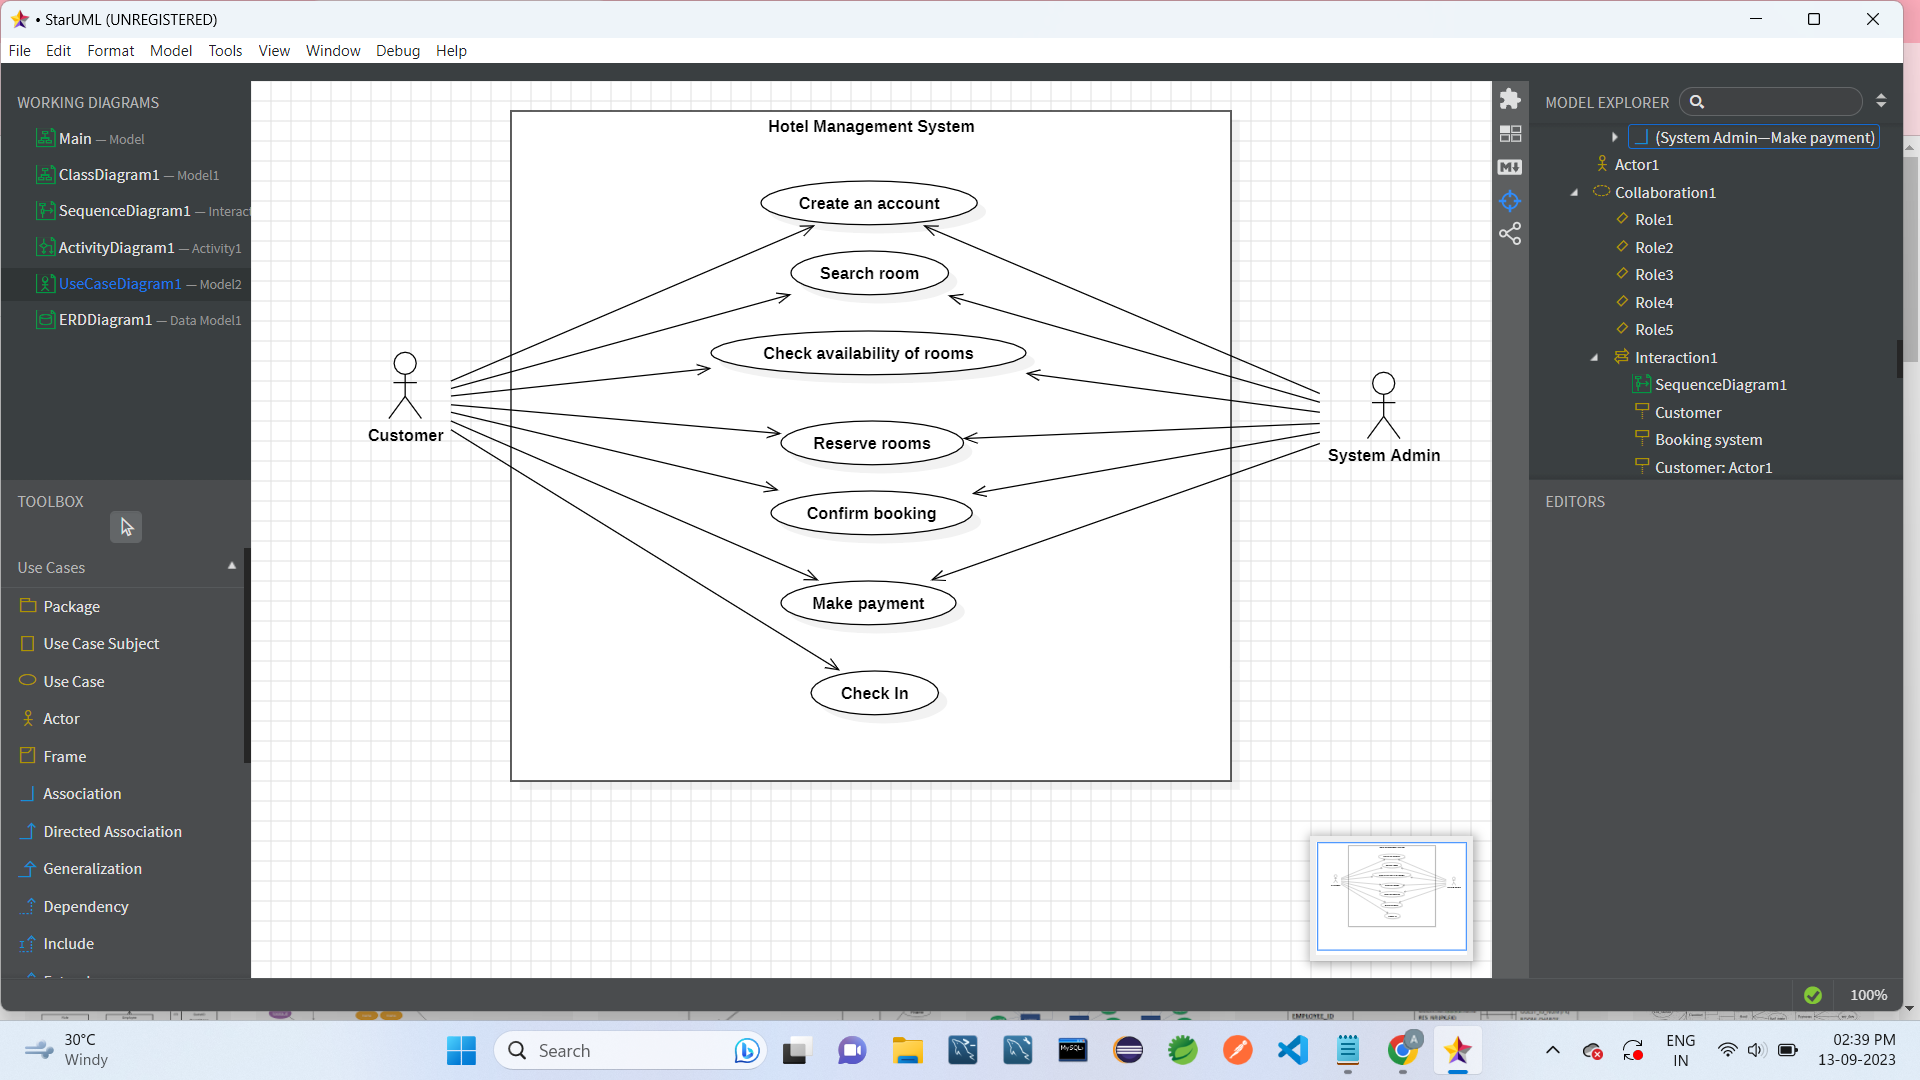 • StarUML (UNREGISTERED)
File Edit Format Model Tools View Window Debug Help
WORKING DIAGRAMS
Main — Model
ClassDiagram1 — Model1
SequenceDiagram1 — Interact
ActivityDiagram1 — Activity1
UseCaseDiagram1 — Model2
ERDDiagram1 — Data Model1
TOOLBOX
Use Cases
Package
Use Case Subject
Use Case
Actor
Frame
Association
Directed Association
Generalization
Dependency
Include
Hotel Management System
Create an account
Search room
Check availability of rooms
Reserve rooms
Confirm booking
Make payment
Check In
Customer
System Admin
MODEL EXPLORER
(System Admin—Make payment)
Actor1
Collaboration1
Role1
Role2
Role3
Role4
Role5
Interaction1
SequenceDiagram1
Customer
Booking system
Customer: Actor1
EDITORS
100%
EMPLOYEE_ID
30°C
Windy
Search
MySQL
A
ENG
IN
02:39 PM
13-09-2023